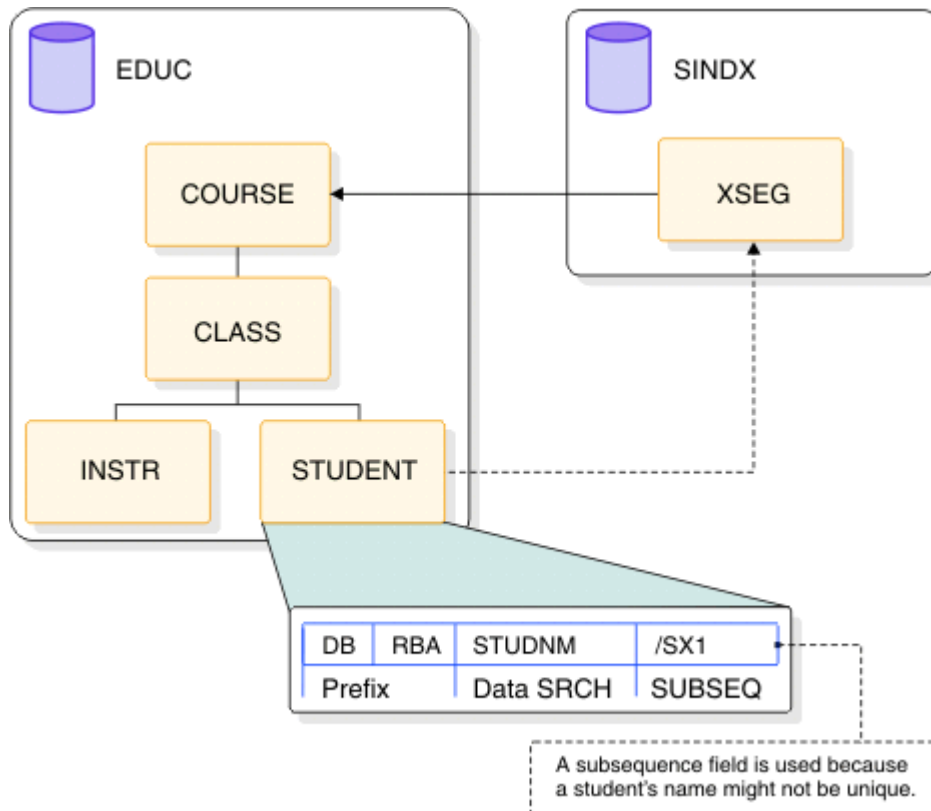 EDUC
SINDX
COURSE
XSEG
CLASS
INSTR
STUDENT
DB RBA STUDNM /SX1
Prefix Data SRCH SUBSEQ
A subsequence field is used because
a student's name might not be unique.